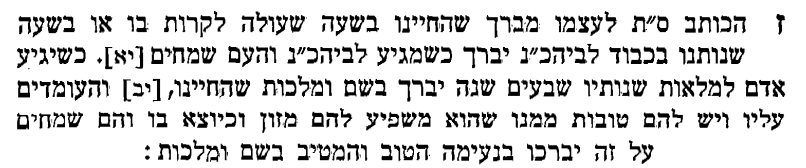 ז הכותב ס״ת לעצמו מברך שהחיינו בשעה שעולה לקרות בו או בשעה
שנותנו בכבוד לביהכ״נ יברך כשמגיע לביהכ״נ והעם שמחים [יא]. כשיגיע
אדם למלאות שנותיו שבעים שנה יברך בשם ומלכות שהחיינו, [יב] והעומדים
עליו ויש להם טובות ממנו שהוא משפיע להם מזון וכיוצא בו והם שמחים
על זה יברכו בנעימה הטוב והמטיב בשם ומלכות: